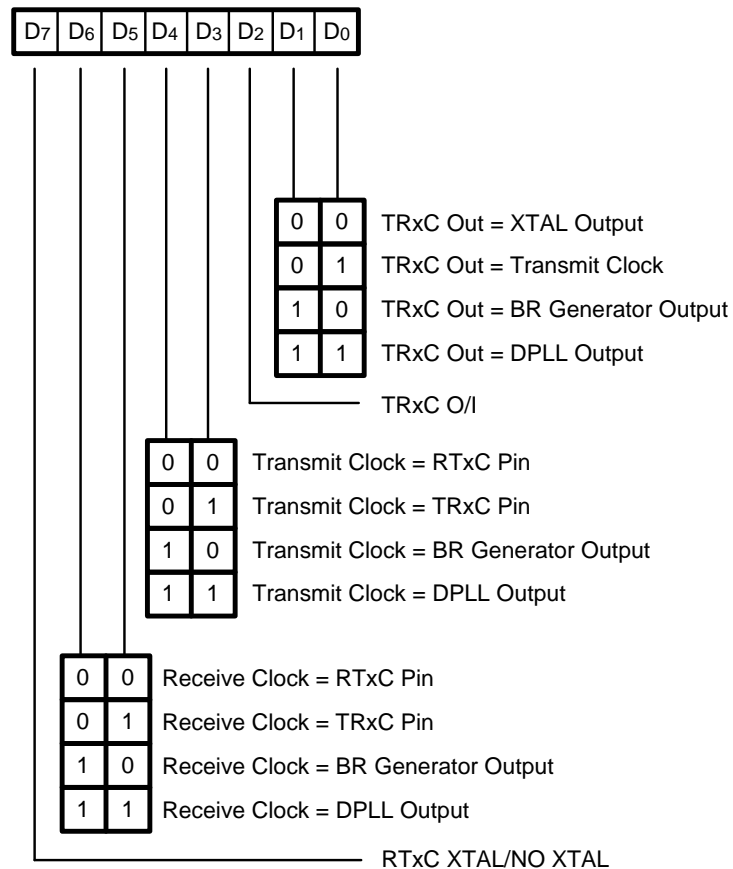 D7 D6 D5 D4 D3 D2 D1 D0
0 0 TRxC Out = XTAL Output
0 1 TRxC Out = Transmit Clock
1 0 TRxC Out = BR Generator Output
1 1 TRxC Out = DPLL Output
TRxC O/I
0 0 Transmit Clock = RTxC Pin
0 1 Transmit Clock = TRxC Pin
1 0 Transmit Clock = BR Generator Output
1 1 Transmit Clock = DPLL Output
0 0 Receive Clock = RTxC Pin
0 1 Receive Clock = TRxC Pin
1 0 Receive Clock = BR Generator Output
1 1 Receive Clock = DPLL Output
RTxC XTAL/NO XTAL